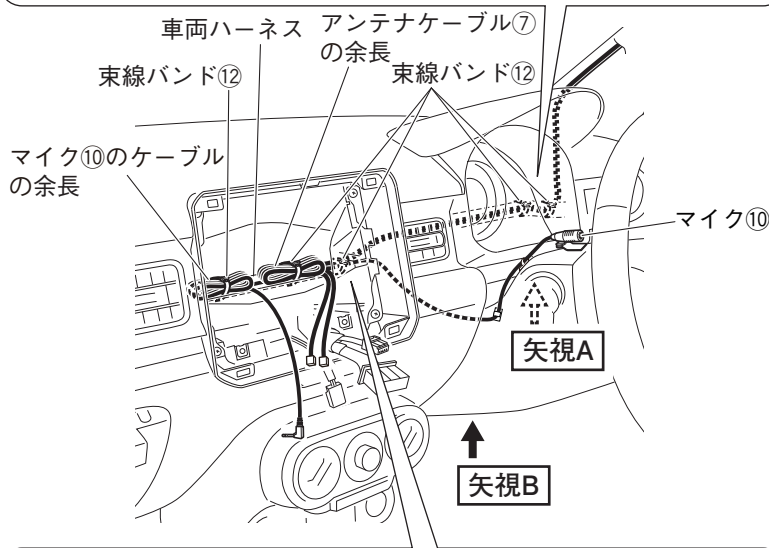 車両ハーネス
アンテナケーブル⑦
の余長
束線バンド⑫
束線バンド⑫
マイク⑩のケーブル
の余長
マイク⑩
矢視A
矢視B